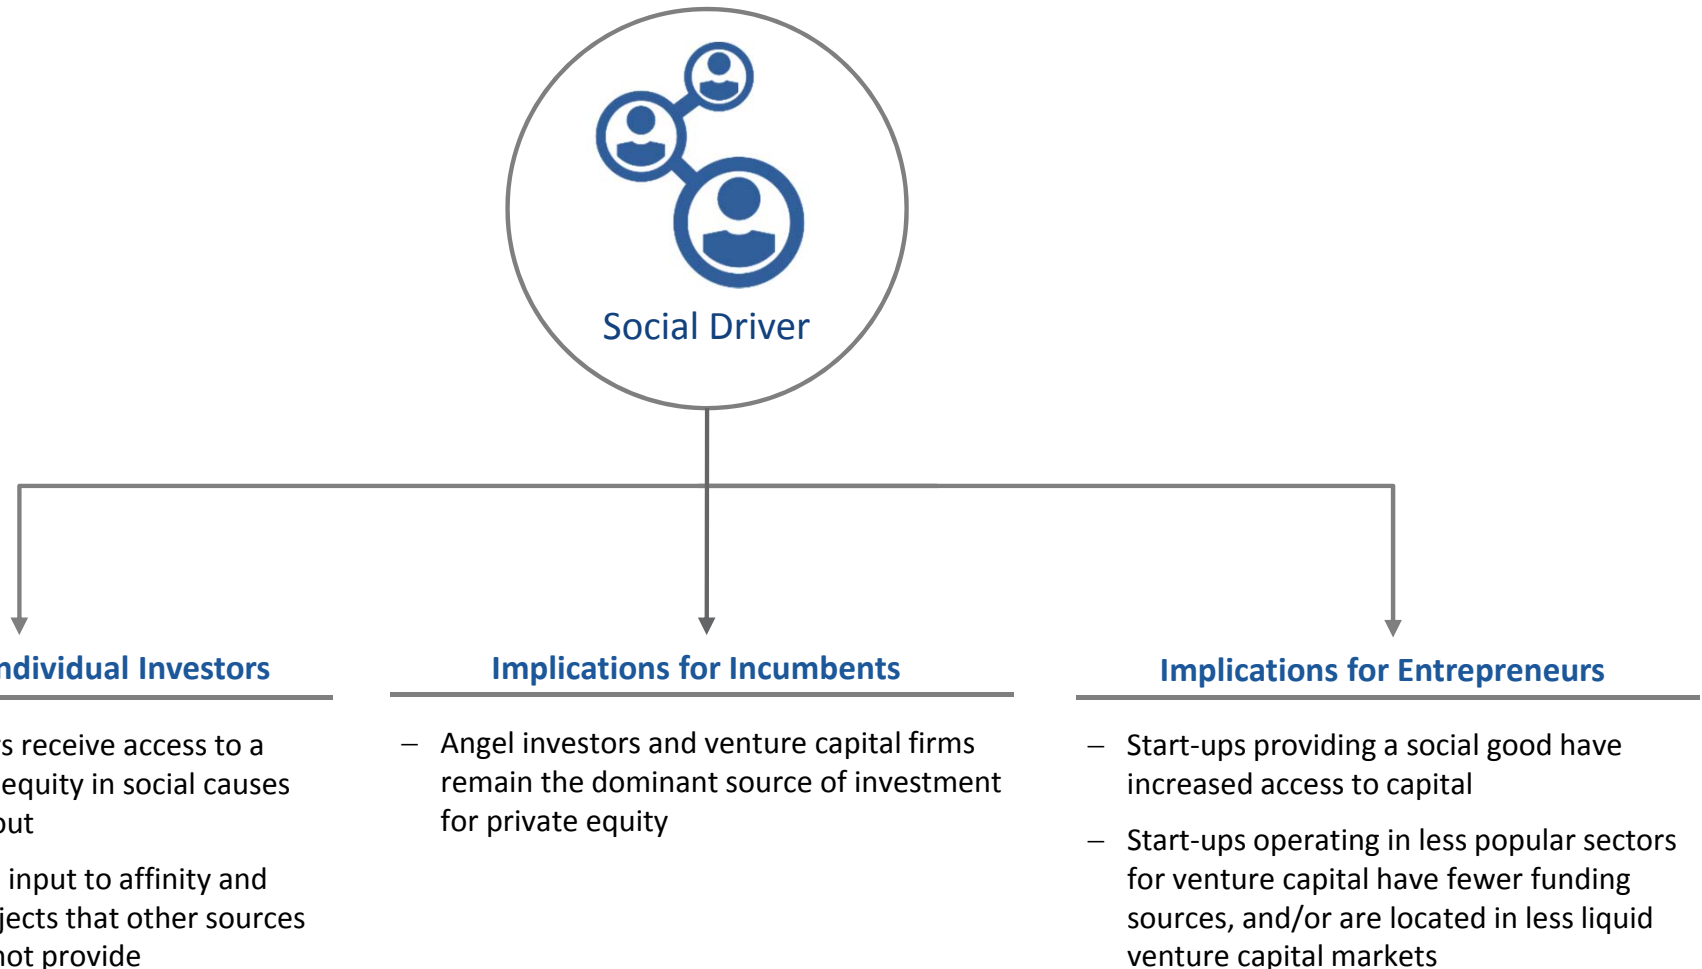 Social Driver
ndividual Investors
rs receive access to a
equity in social causes
out
input to affinity and
jects that other sources
not provide
Implications for Incumbents
– Angel investors and venture capital firms
remain the dominant source of investment
for private equity
Implications for Entrepreneurs
– Start-ups providing a social good have
increased access to capital
– Start-ups operating in less popular sectors
for venture capital have fewer funding
sources, and/or are located in less liquid
venture capital markets